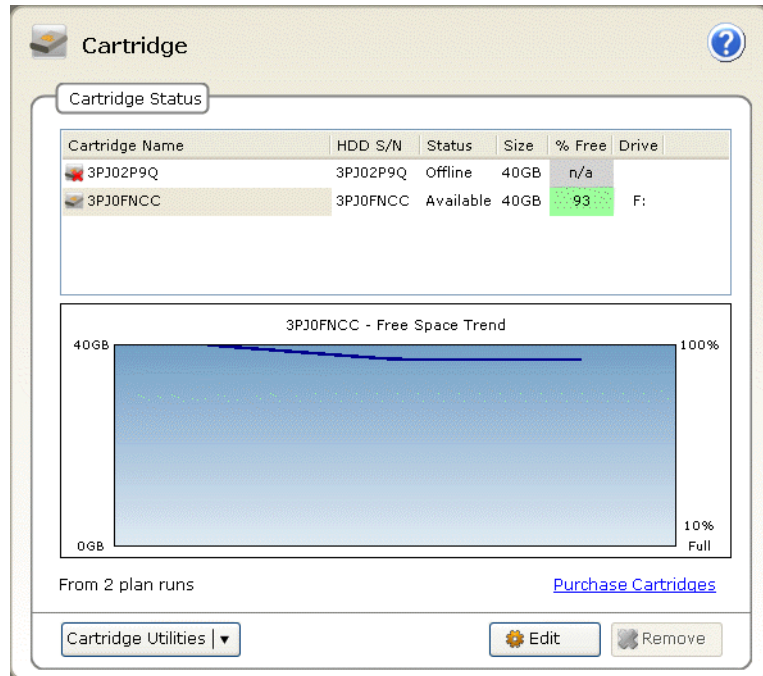 Cartridge
Cartridge Status
Cartridge Name HDD S/N Status Size % Free Drive
3PJ02P9Q 3PJ02P9Q Offline 40GB n/a
3PJ0FNCC 3PJ0FNCC Available 40GB 93 F:
3PJ0FNCC - Free Space Trend
40GB 100%
10%
0GB Full
From 2 plan runs Purchase Cartridges
Cartridge Utilities Edit Remove